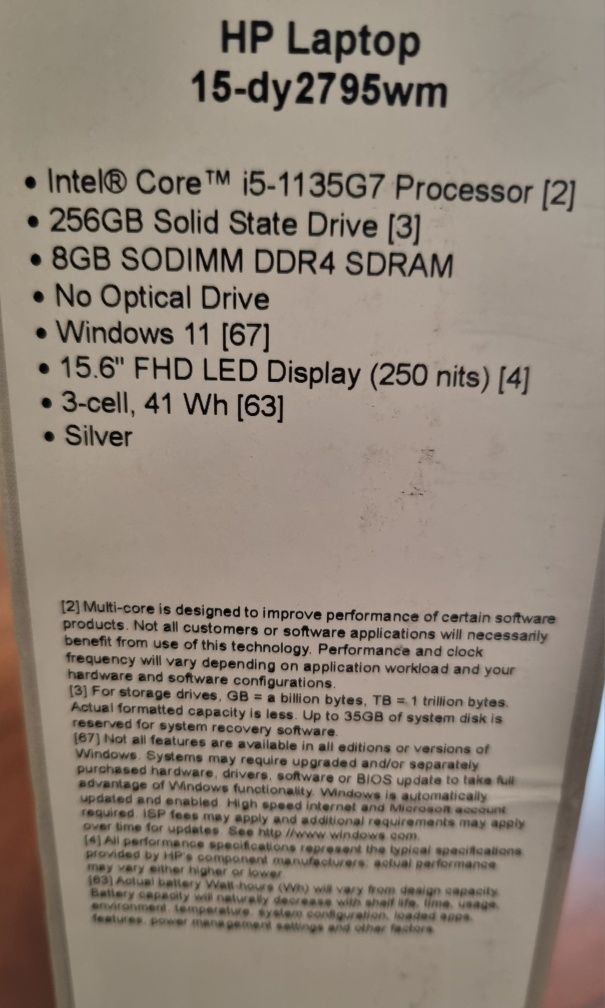 HP Laptop
15-dy2795wm
• Intel® Core™ i5-1135G7 Processor [2]
• 256GB Solid State Drive [3]
• 8GB SODIMM DDR4 SDRAM
• No Optical Drive
• Windows 11 [67]
• 15.6" FHD LED Display (250 nits) [4]
• 3-cell, 41 Wh [63]
• Silver
[2] Multi-core is designed to improve performance of certain software
products. Not all customers or software applications will necessarily
benefit from use of this technology. Performance and clock
frequency will vary depending on application workload and your
hardware and software configurations.
[3] For storage drives, GB = a billion bytes, TB = 1 trillion bytes.
Actual formatted capacity is less. Up to 35GB of system disk is
reserved for system recovery software.
[67] Not all features are available in all editions or versions of
Windows. Systems may require upgraded and/or separately
purchased hardware, drivers, software or BIOS update to take full
advantage of Windows functionality. Windows is automatically
updated and enabled. High speed internet and Microsoft account
required. ISP fees may apply and additional requirements may apply
over time for updates. See http://www.windows.com.
[4] All performance specifications represent the typical specifications
provided by HP's component manufacturers; actual performance
may vary either higher or lower.
[63] Actual battery Watt-hours (Wh) will vary from design capacity.
Battery capacity will naturally decrease with shelf life, time, usage,
environment, temperature, system configuration, loaded apps,
features, power management settings and other factors.